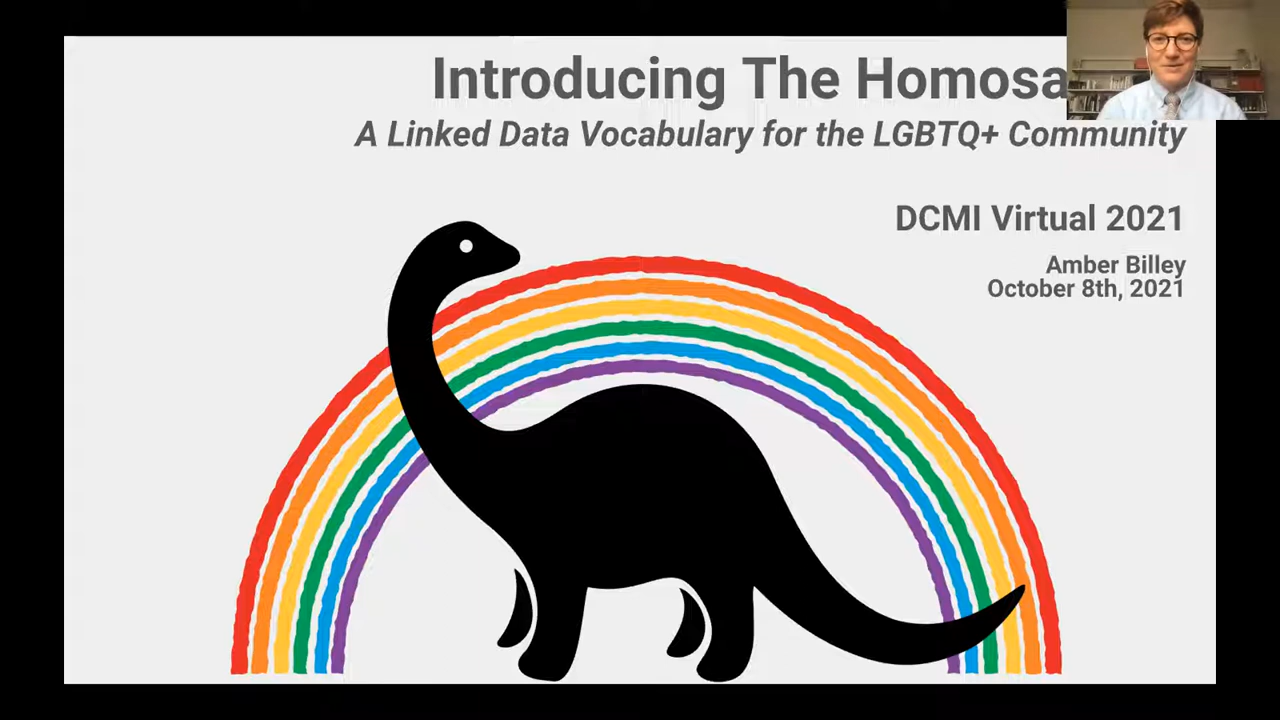 Introducing The Homosa
A Linked Data Vocabulary for the LGBTQ+ Community
DCMI Virtual 2021
Amber Billey
October 8th, 2021